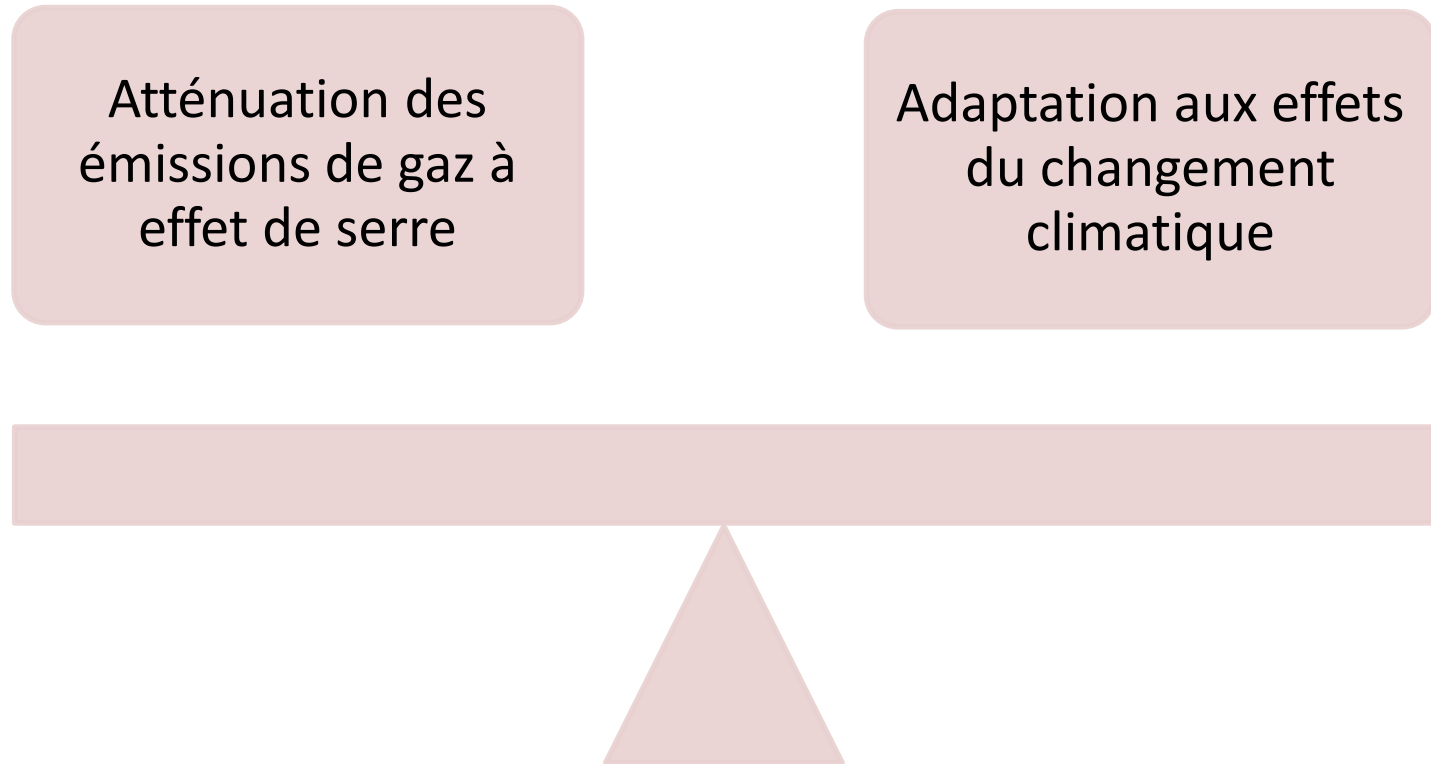 Atténuation des
émissions de gaz à
effet de serre
Adaptation aux effets
du changement
climatique